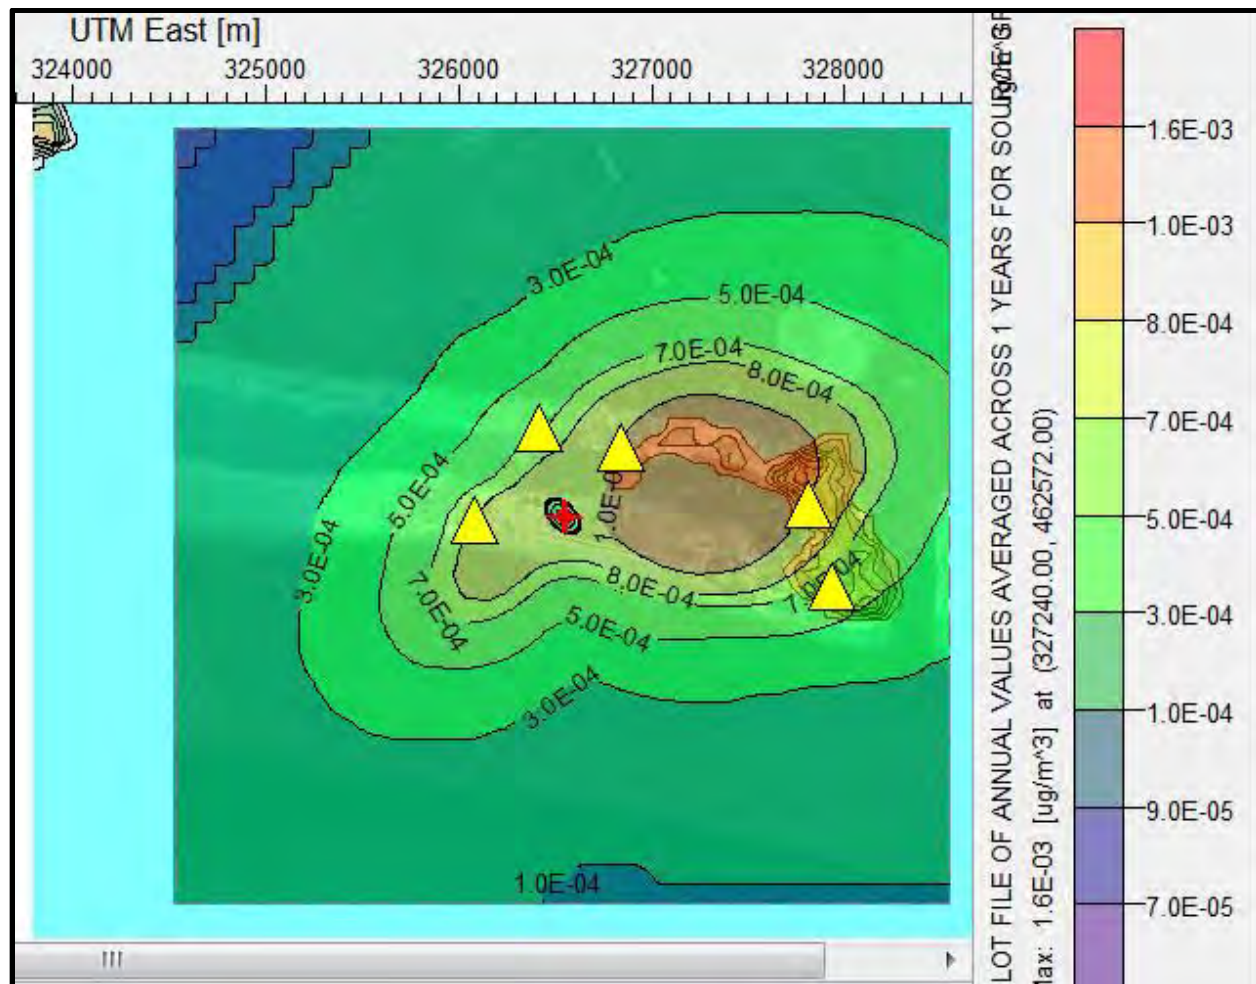 UTM East [m]
324000 325000 326000 327000 328000
3.0E-04
5.0E-04
7.0E-04
8.0E-04
5.0E-04
3.0E-04
7.0E-04
8.0E-04
5.0E-04
3.0E-04
1.0E-04
LOT FILE OF ANNUAL VALUES AVERAGED ACROSS 1 YEARS FOR
Max: 1.6E-03 [ug/m^3] at (327240.00, 462572.00)
1.6E-03
1.0E-03
8.0E-04
7.0E-04
5.0E-04
3.0E-04
1.0E-04
9.0E-05
7.0E-05